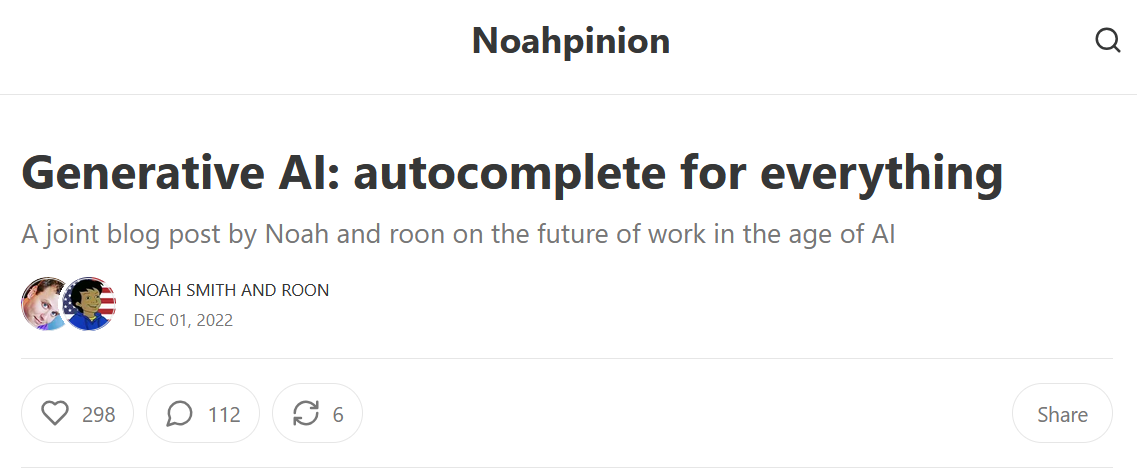 Noahpinion
Generative AI: autocomplete for everything
A joint blog post by Noah and roon on the future of work in the age of AI
NOAH SMITH AND ROON
DEC 01, 2022
298 112 6 Share